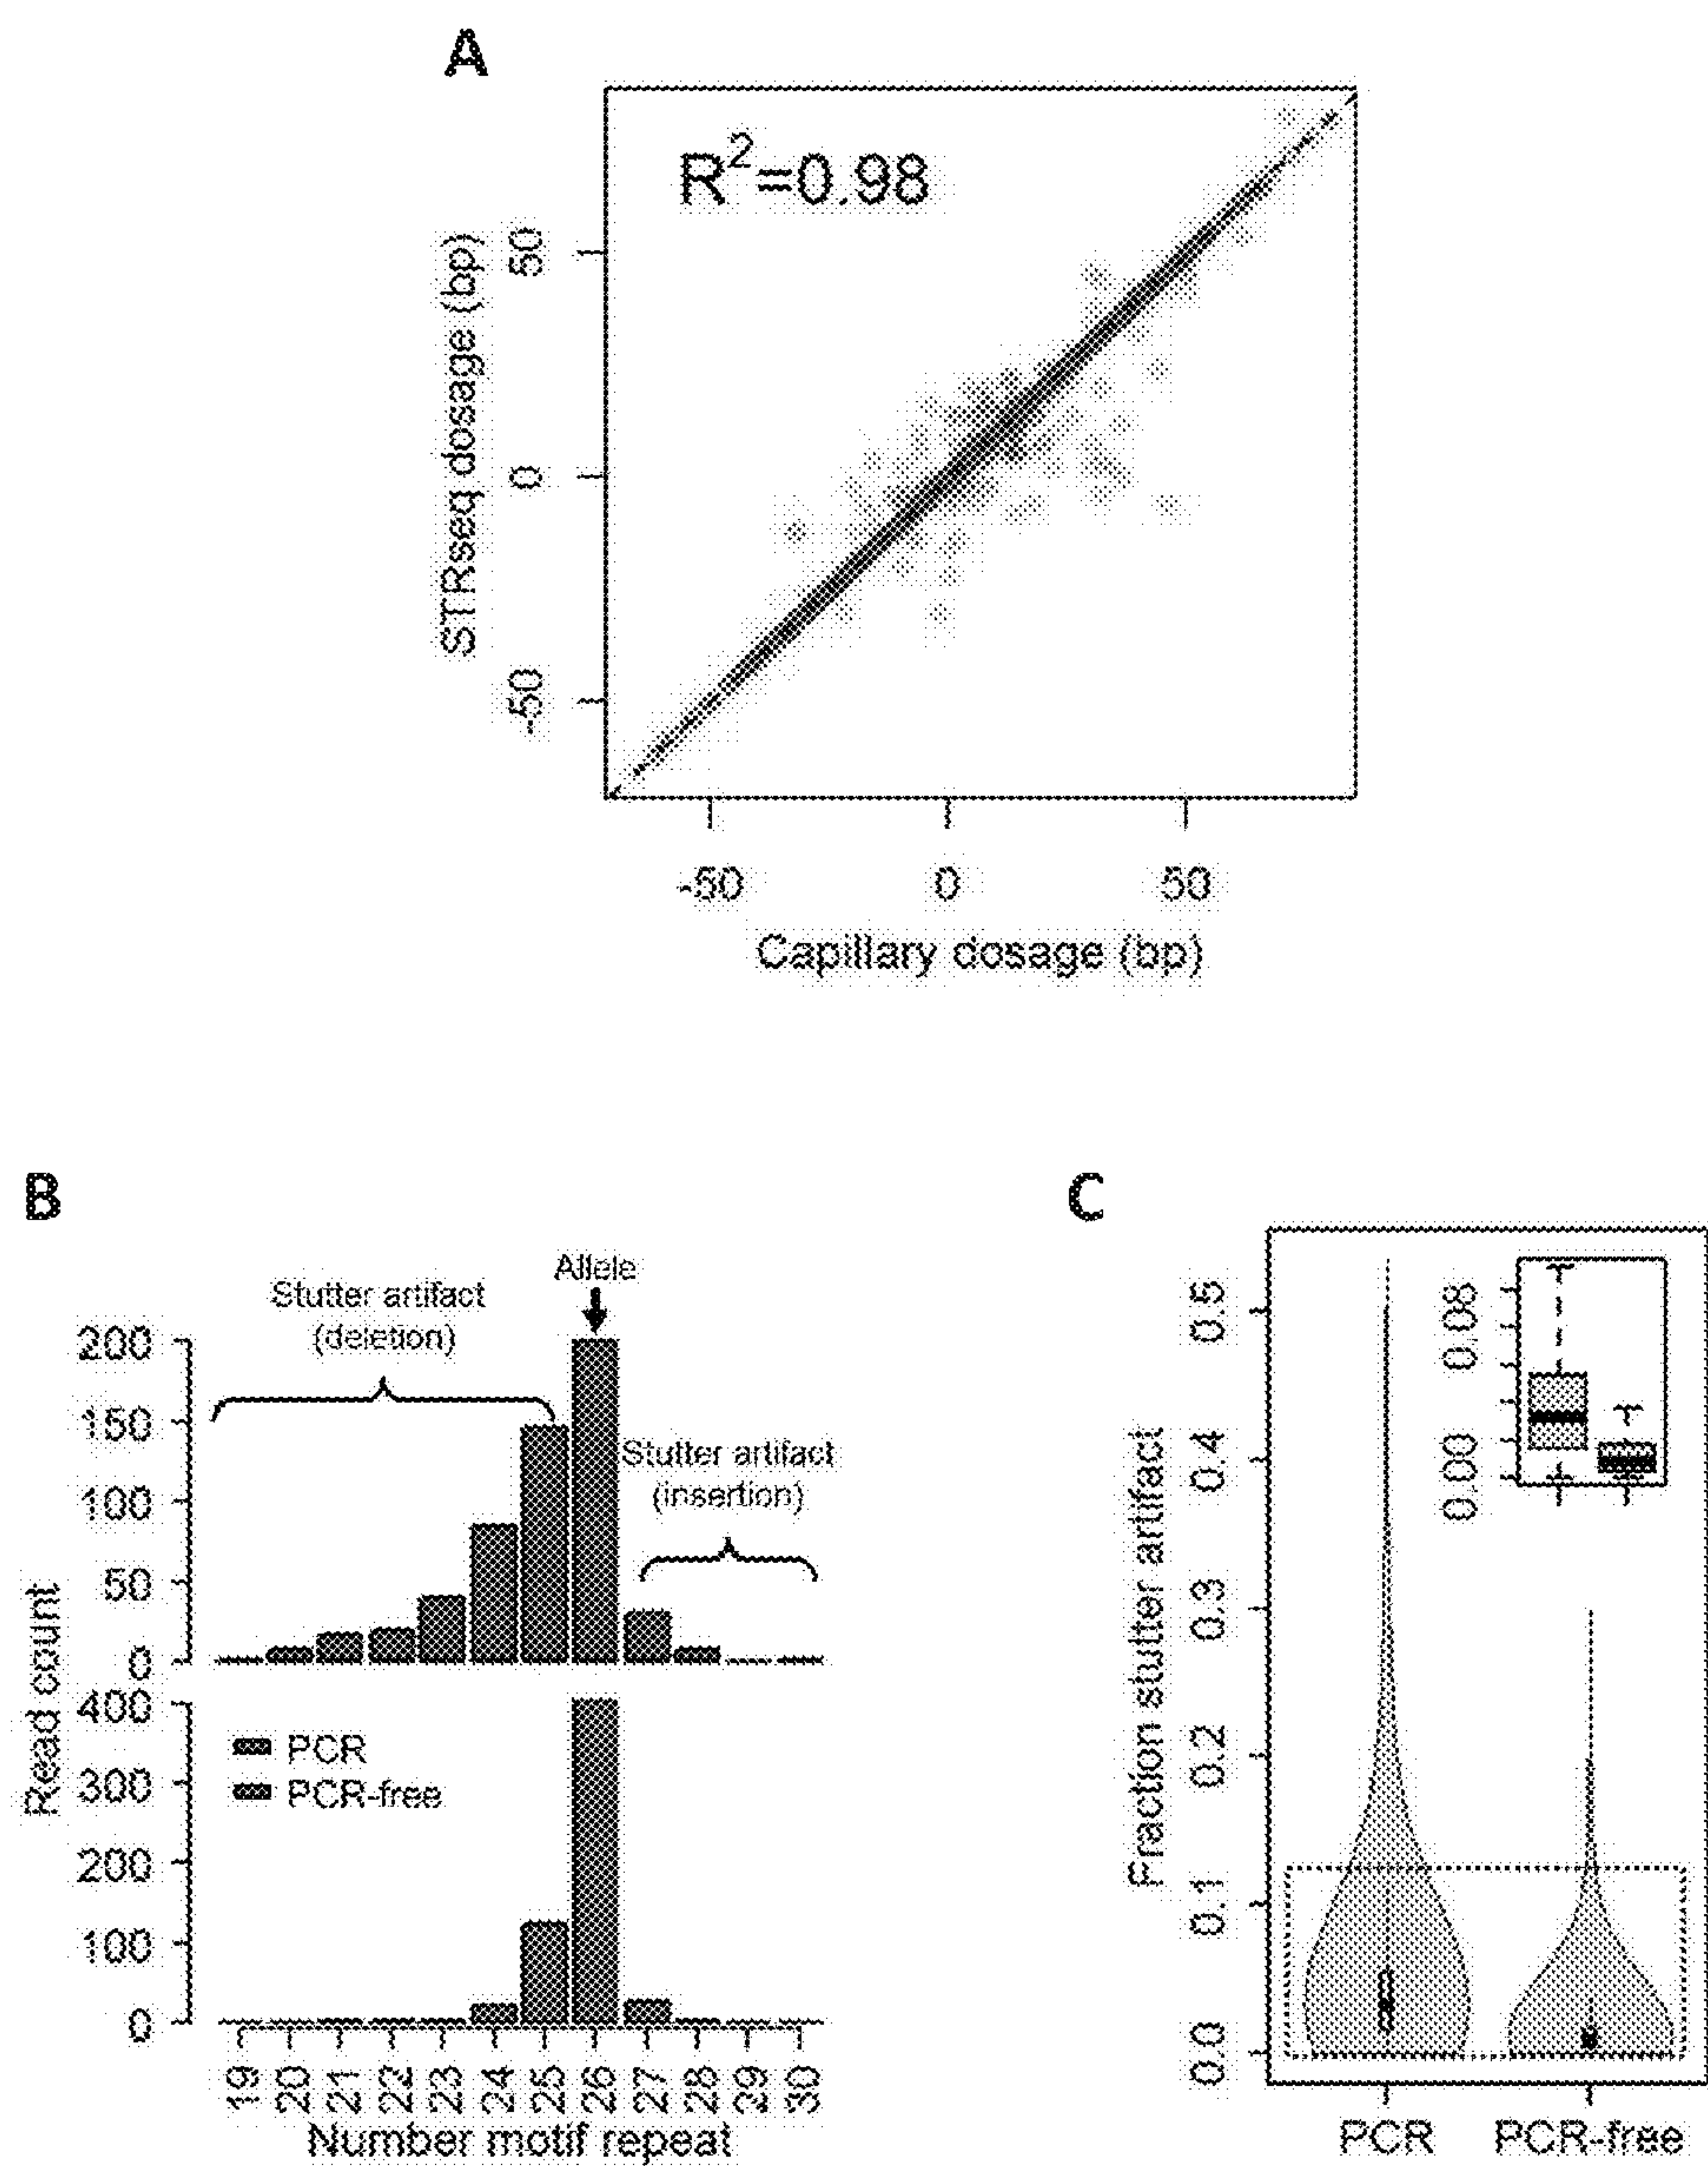 A
R²=0.98
STRseq dosage (bp)
50
0
-50
-50
0
50
Capillary dosage (bp)
B
Allele
Stutter artifact
(deletion)
Stutter artifact
(insertion)
Read count
200
150
100
50
0
400
300
200
100
0
PCR
PCR-free
19
20
21
22
23
24
25
26
27
28
29
30
Number motif repeat
C
Fraction stutter artifact
0.5
0.4
0.3
0.2
0.1
0.0
0.08
0.00
PCR
PCR-free